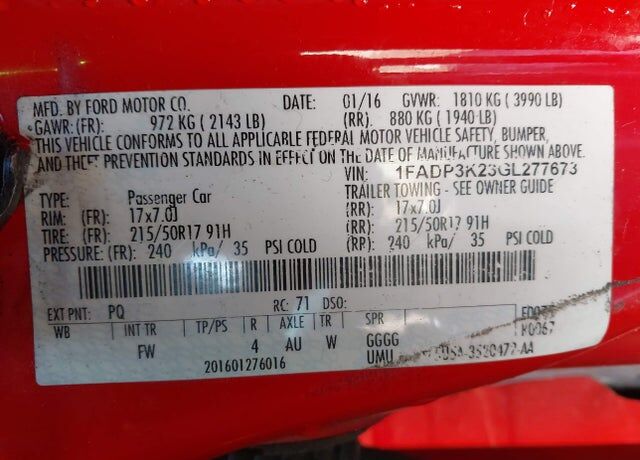 MFD. BY FORD MOTOR CO. DATE: 01/16 GVWR: 1810 KG ( 3990 LB)
GAWR: (FR): 972 KG ( 2143 LB) (RR): 880 KG ( 1940 LB)
THIS VEHICLE CONFORMS TO ALL APPLICABLE FEDERAL MOTOR VEHICLE SAFETY, BUMPER,
AND THEFT PREVENTION STANDARDS IN EFFECT ON THE DATE OF MANUFACTURE SHOWN ABOVE.
VIN: 1FADP3K23GL277673
TYPE: Passenger Car TRAILER TOWING - SEE OWNER GUIDE
RIM: (FR): 17x7.0J (RR): 17x7.0J
TIRE: (FR): 215/50R17 91H (RR): 215/50R17 91H
PRESSURE: (FR): 240 kPa/ 35 PSI COLD (RR): 240 kPa/ 35 PSI COLD
EXT PNT: PQ RC: 71 DSO:
WB INT TR TP/PS R AXLE TR SPR
FW 4 AU W GGGG
201601276016 UMU